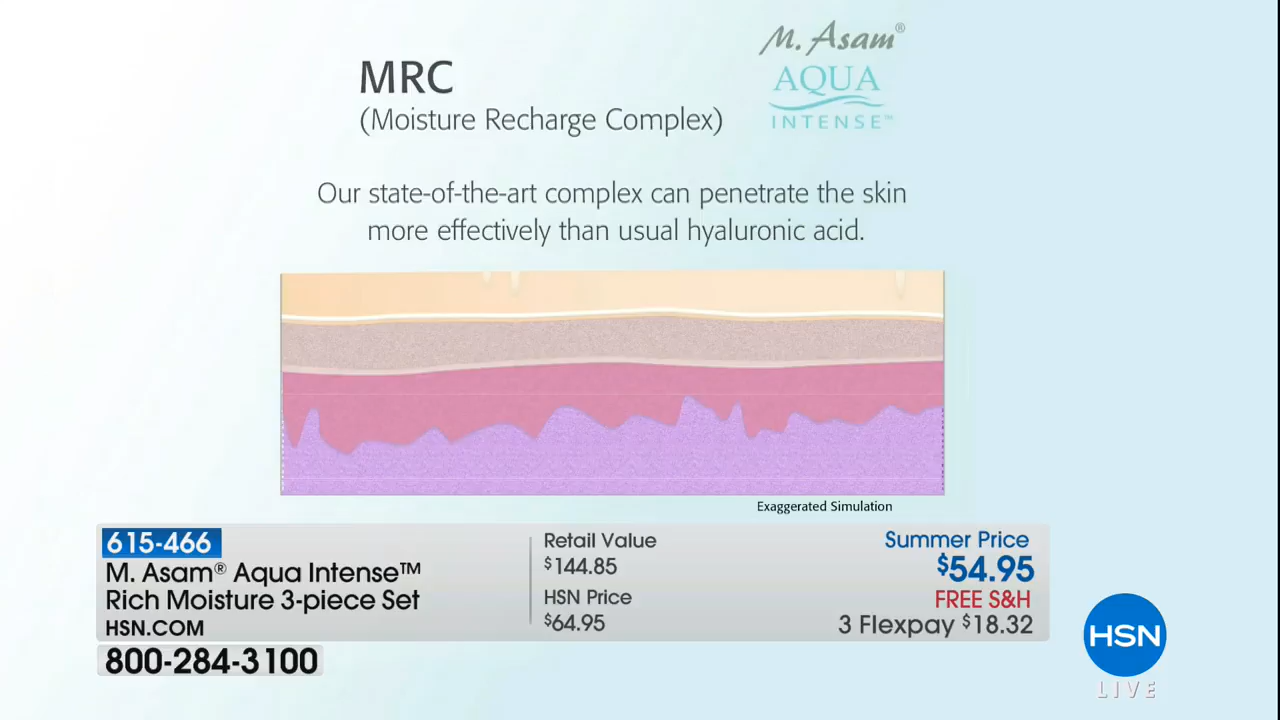 MRC
(Moisture Recharge Complex)
M. Asam®
AQUA
INTENSE™
Our state-of-the-art complex can penetrate the skin
more effectively than usual hyaluronic acid.
Exaggerated Simulation
615-466
M. Asam® Aqua Intense™
Rich Moisture 3-piece Set
HSN.COM
800-284-3100
Retail Value
$144.85
HSN Price
$64.95
Summer Price
$54.95
FREE S&H
3 Flexpay $18.32
HSN
LIVE